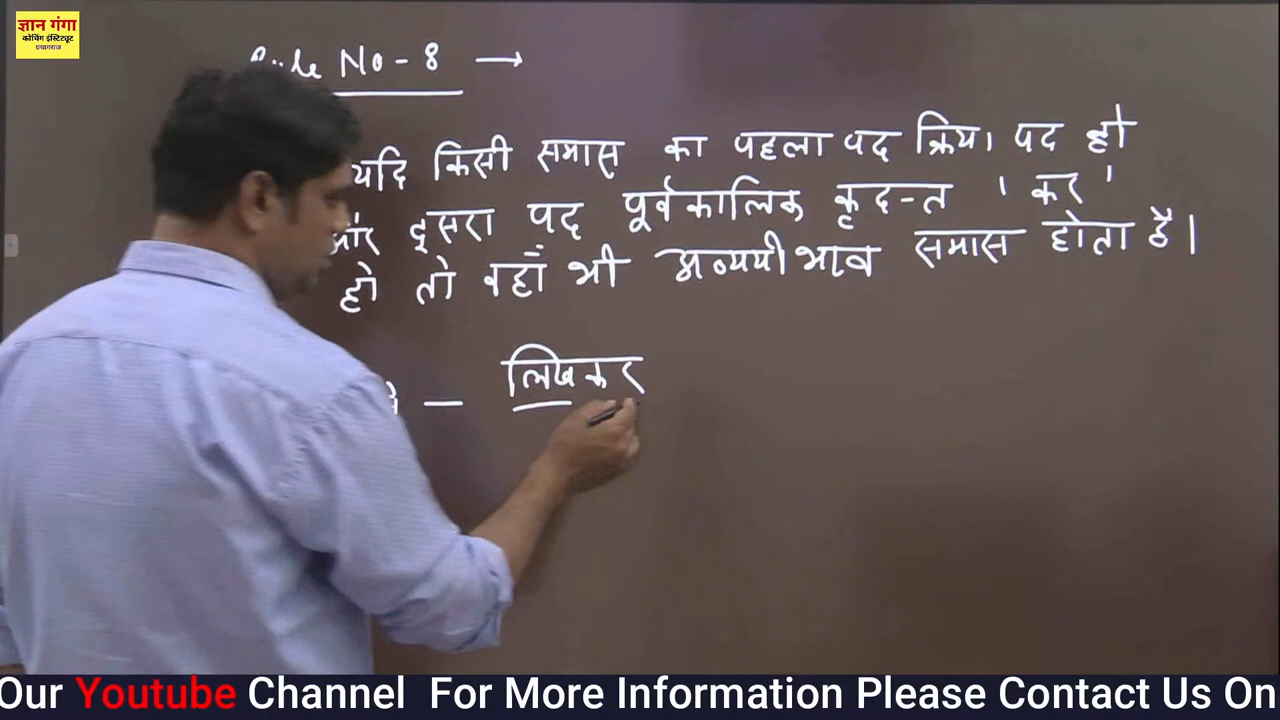 ज्ञान गंगा
कोचिंग इंस्टिट्यूट
प्रयागराज
Rule No - 8 →
यदि किसी समास का पहला पद क्रिया पद हो
और दूसरा पद पूर्वकालिक कृदन्त 'कर'
हो तो वहाँ भी अव्ययीभाव समास होता है।
— लिखकर
Our Youtube Channel For More Information Please Contact Us On